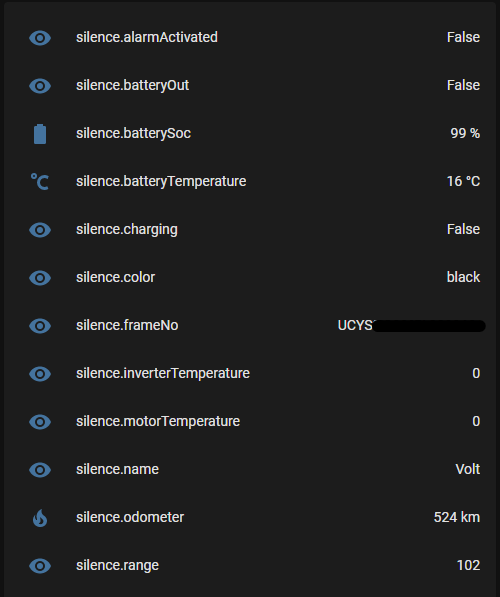 silence.alarmActivated False
silence.batteryOut False
silence.batterySoc 99 %
silence.batteryTemperature 16 °C
silence.charging False
silence.color black
silence.frameNo UCYS
silence.inverterTemperature 0
silence.motorTemperature 0
silence.name Volt
silence.odometer 524 km
silence.range 102